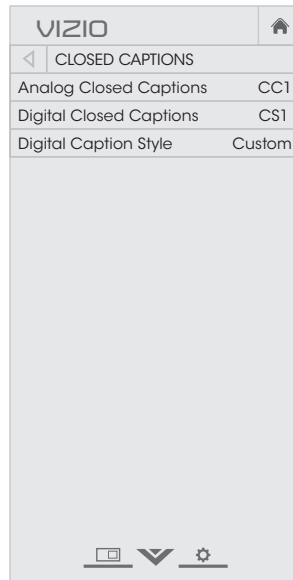 VIZIO
CLOSED CAPTIONS
Analog Closed Captions CC1
Digital Closed Captions CS1
Digital Caption Style Custom